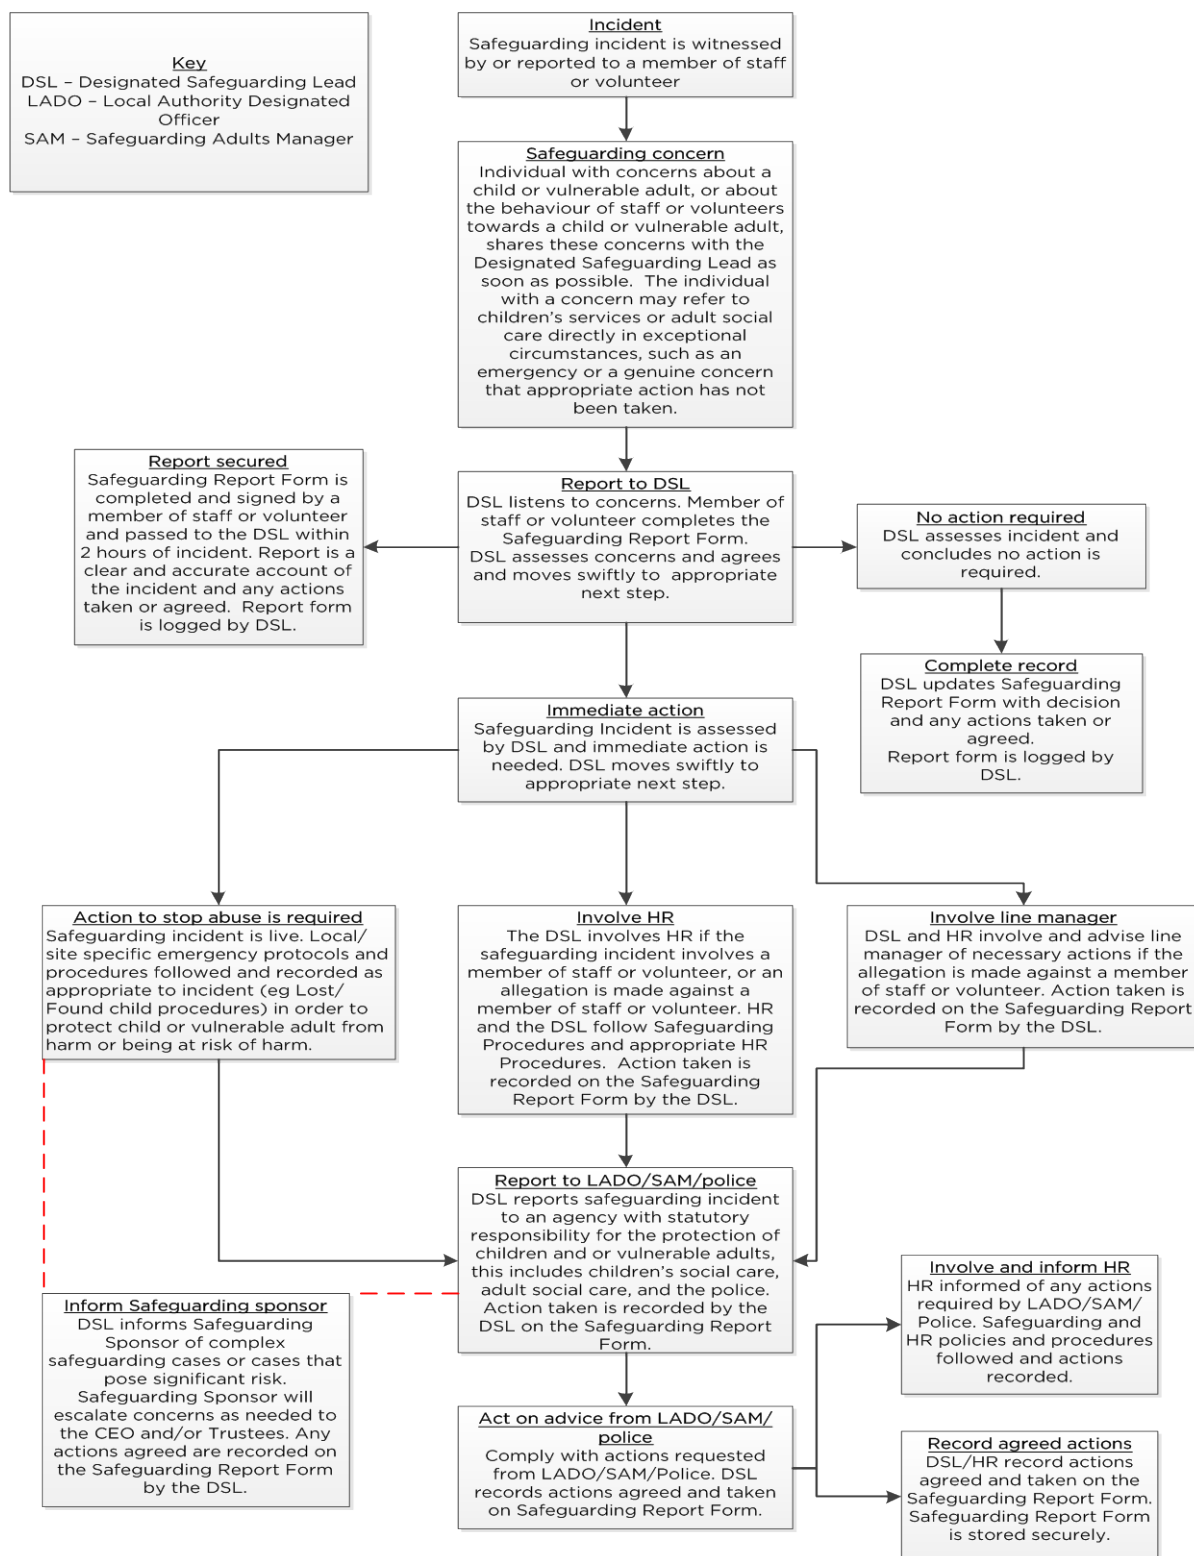 Key
DSL – Designated Safeguarding Lead
LADO – Local Authority Designated
Officer
SAM – Safeguarding Adults Manager
Incident
Safeguarding incident is witnessed
by or reported to a member of staff
or volunteer
Safeguarding concern
Individual with concerns about a
child or vulnerable adult, or about
the behaviour of staff or volunteers
towards a child or vulnerable adult,
shares these concerns with the
Designated Safeguarding Lead as
soon as possible.  The individual
with a concern may refer to
children's services or adult social
care directly in exceptional
circumstances, such as an
emergency or a genuine concern
that appropriate action has not
been taken.
Report secured
Safeguarding Report Form is
completed and signed by a
member of staff or volunteer
and passed to the DSL within
2 hours of incident. Report is a
clear and accurate account of
the incident and any actions
taken or agreed.  Report form
is logged by DSL.
Report to DSL
DSL listens to concerns. Member of
staff or volunteer completes the
Safeguarding Report Form.
DSL assesses concerns and agrees
and moves swiftly to  appropriate
next step.
No action required
DSL assesses incident and
concludes no action is
required.
Complete record
DSL updates Safeguarding
Report Form with decision
and any actions taken or
agreed.
Report form is logged by
DSL.
Immediate action
Safeguarding Incident is assessed
by DSL and immediate action is
needed. DSL moves swiftly to
appropriate next step.
Action to stop abuse is required
Safeguarding incident is live. Local/
site specific emergency protocols and
procedures followed and recorded as
appropriate to incident (eg Lost/
Found child procedures) in order to
protect child or vulnerable adult from
harm or being at risk of harm.
Involve HR
The DSL involves HR if the
safeguarding incident involves
a member of staff or volunteer, or an
allegation is made against a
member of staff or volunteer. HR
and the DSL follow Safeguarding
Procedures and appropriate HR
Procedures.  Action taken is
recorded on the Safeguarding
Report Form by the DSL.
Involve line manager
DSL and HR involve and advise line
manager of necessary actions if the
allegation is made against a member
of staff or volunteer. Action taken is
recorded on the Safeguarding Report
Form by the DSL.
Report to LADO/SAM/police
DSL reports safeguarding incident
to an agency with statutory
responsibility for the protection of
children and or vulnerable adults,
this includes children's social care,
adult social care, and the police.
Action taken is recorded by the
DSL on the Safeguarding Report
Form.
Inform Safeguarding sponsor
DSL informs Safeguarding
Sponsor of complex
safeguarding cases or cases that
pose significant risk.
Safeguarding Sponsor will
escalate concerns as needed to
the CEO and/or Trustees. Any
actions agreed are recorded on
the Safeguarding Report Form
by the DSL.
Involve and inform HR
HR informed of any actions
required by LADO/SAM/
Police. Safeguarding and
HR policies and procedures
followed and actions
recorded.
Act on advice from LADO/SAM/
police
Comply with actions requested
from LADO/SAM/Police. DSL
records actions agreed and taken
on Safeguarding Report Form.
Record agreed actions
DSL/HR record actions
agreed and taken on the
Safeguarding Report Form.
Safeguarding Report Form
is stored securely.